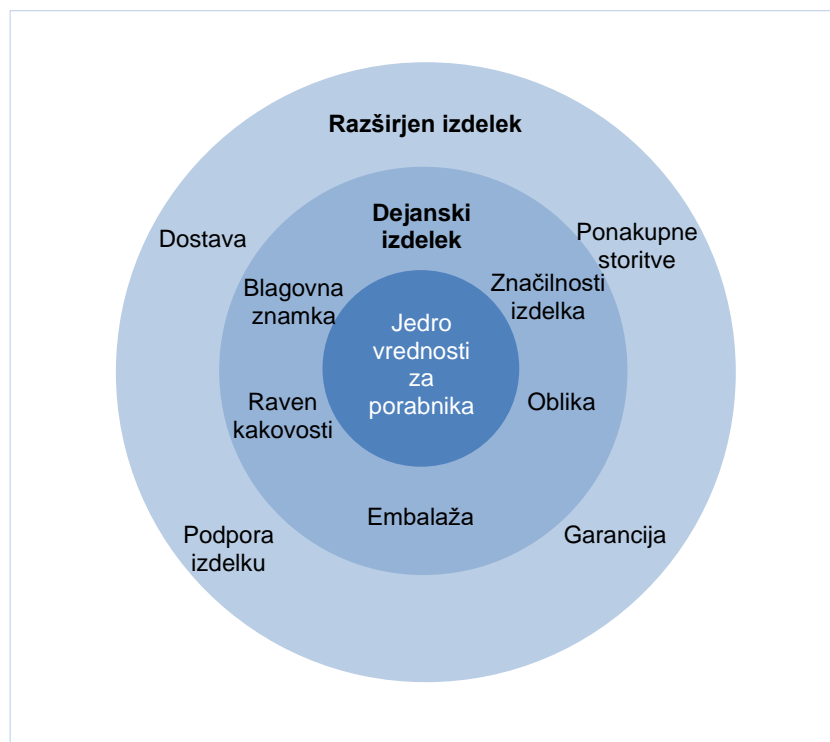 Razširjen izdelek
Dejanski
izdelek
Dostava
Ponakupne
storitve
Blagovna
znamka
Značilnosti
izdelka
Jedro
vrednosti
za
porabnika
Raven
kakovosti
Oblika
Embalaža
Podpora
izdelku
Garancija